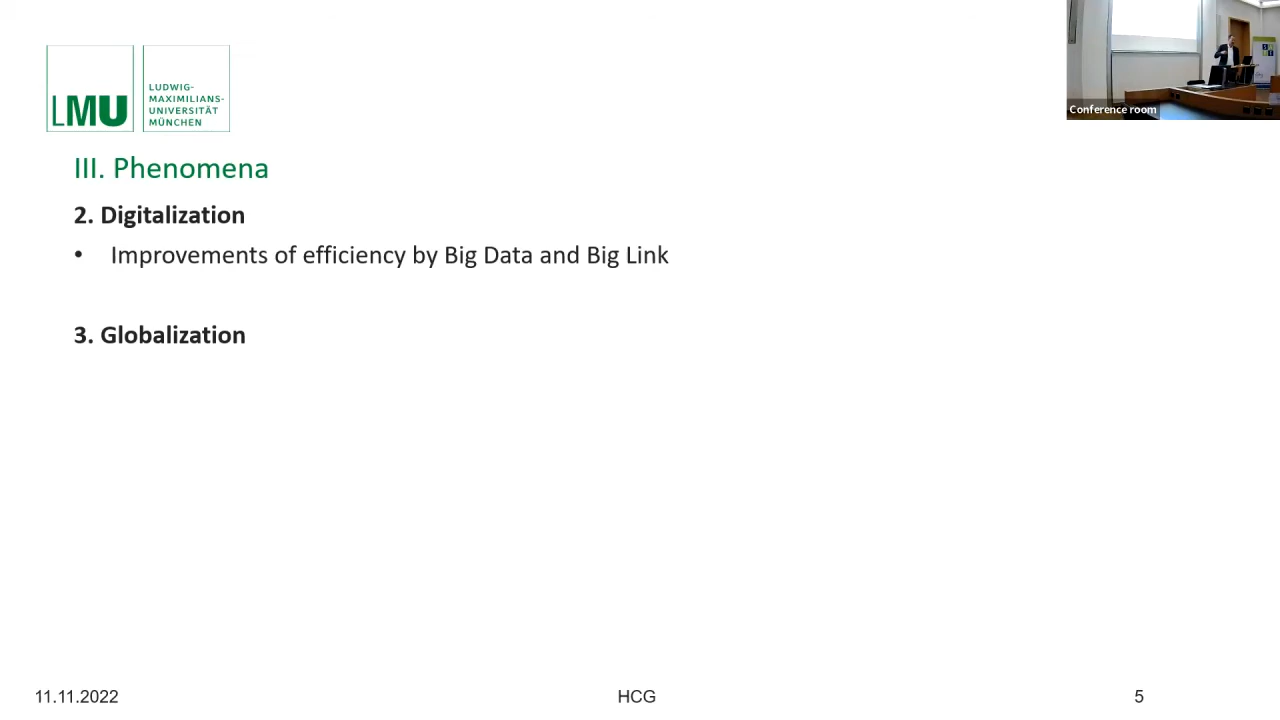 LMU
LUDWIG-
MAXIMILIANS-
UNIVERSITÄT
MÜNCHEN
Conference room
III. Phenomena
2. Digitalization
• Improvements of efficiency by Big Data and Big Link
3. Globalization
11.11.2022
HCG
5